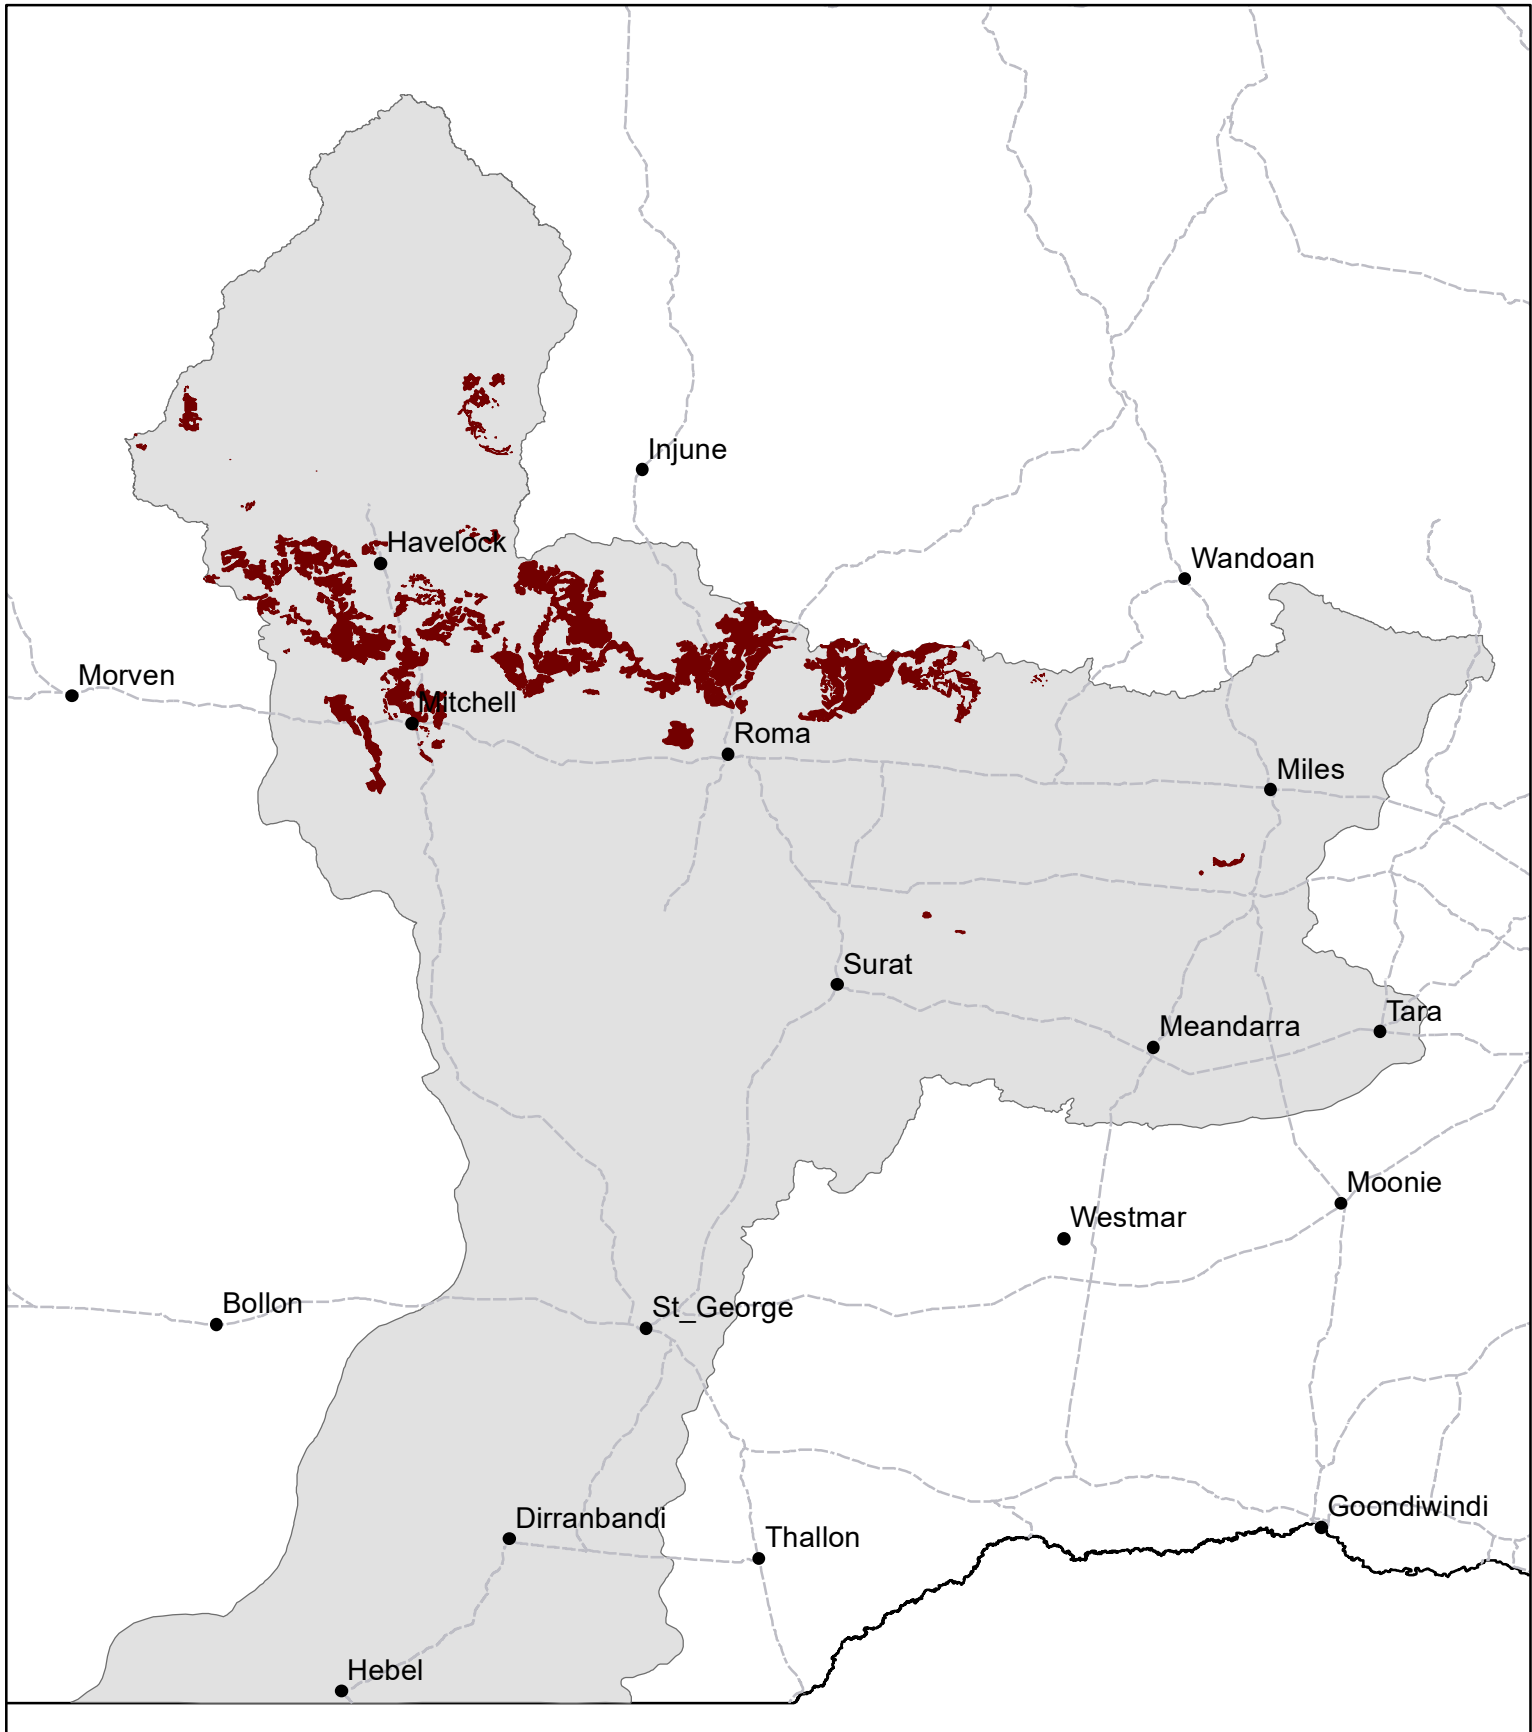 Injune
Havelock
Wandoan
Morven
Mitchell
Roma
Miles
Surat
Tara
Meandarra
Moonie
Westmar
Bollon
St_George
Goondiwindi
Dirranbandi
Thallon
Hebel